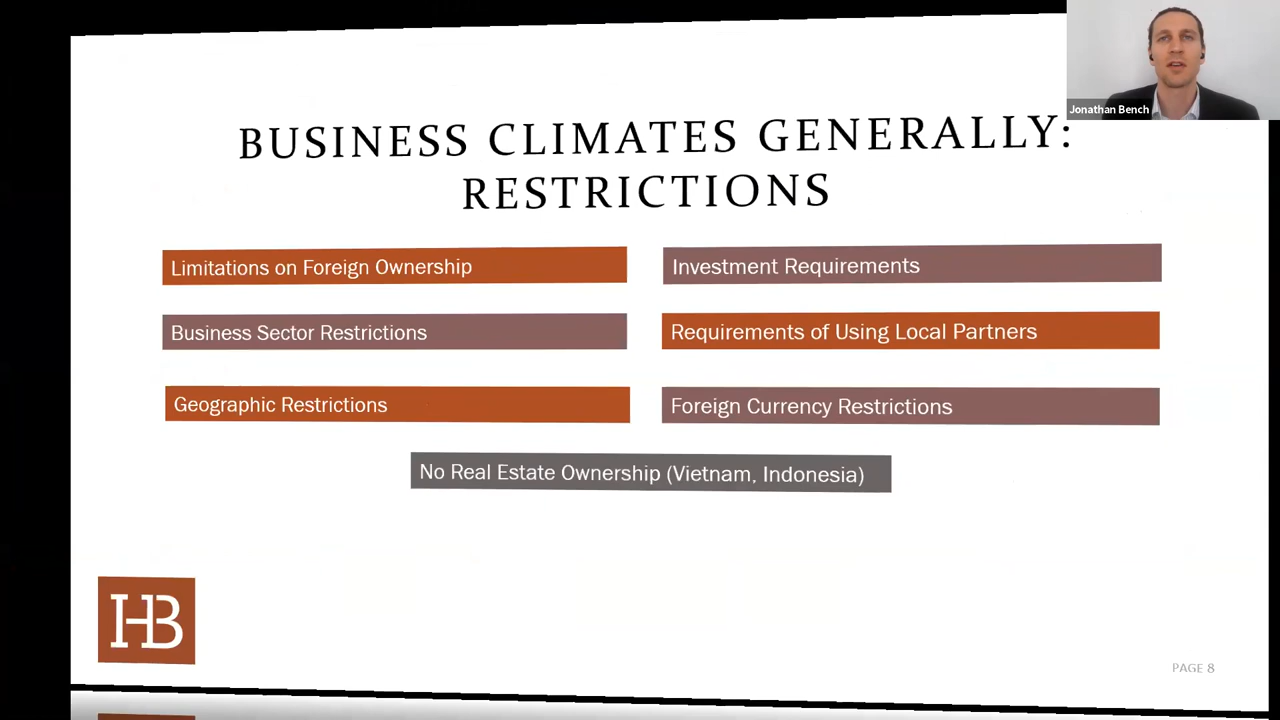 Jonathan Bench
BUSINESS CLIMATES GENERALLY:
RESTRICTIONS
Limitations on Foreign Ownership
Investment Requirements
Business Sector Restrictions
Requirements of Using Local Partners
Geographic Restrictions
Foreign Currency Restrictions
No Real Estate Ownership (Vietnam, Indonesia)
HB
PAGE 8